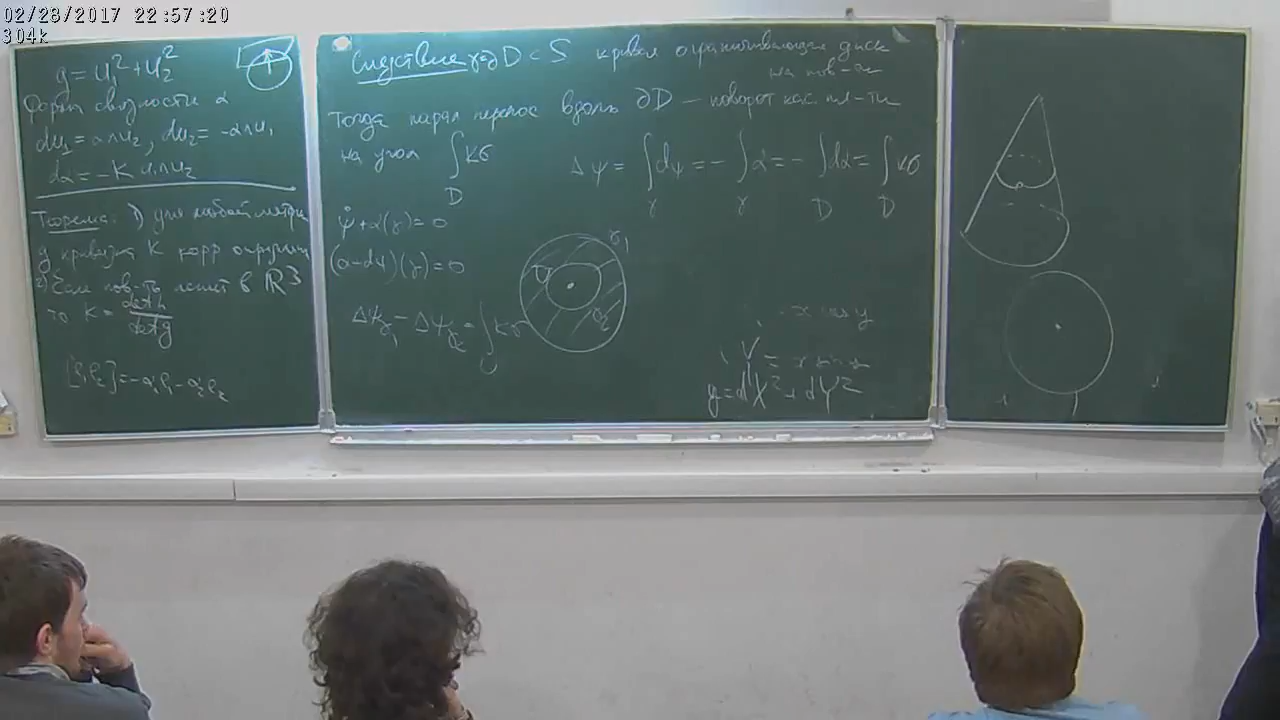 02/28/2017 22:57:20
304k
g = u₁² + u₂²
Форма связности α
du₁ = α∧u₂, du₂ = -α∧u₁
dα = -K u₁∧u₂
Теорема: 1) для любой метрики
g кривизна K корр определена
2) Если пов-ть лежит в ℝ³
то K = det h / det g
Следствие γ=∂D ⊂ S кривая ограничивающая диск
на пов-ти
Тогда парал перенос вдоль ∂D — поворот кас. пл-ти
на угол ∫_D Kσ
Δψ = ∫_γ dψ = - ∫_γ α = - ∫_D dα = ∫_D Kσ
ψ̇ + α(γ̇) = 0
(α-dψ)(γ̇) = 0
Δψ_γ₁ - Δψ_γ₂ = ∫_U Kσ
U γ₁ γ₂
x cos y
Y = x sin y
g = dX² + dY²